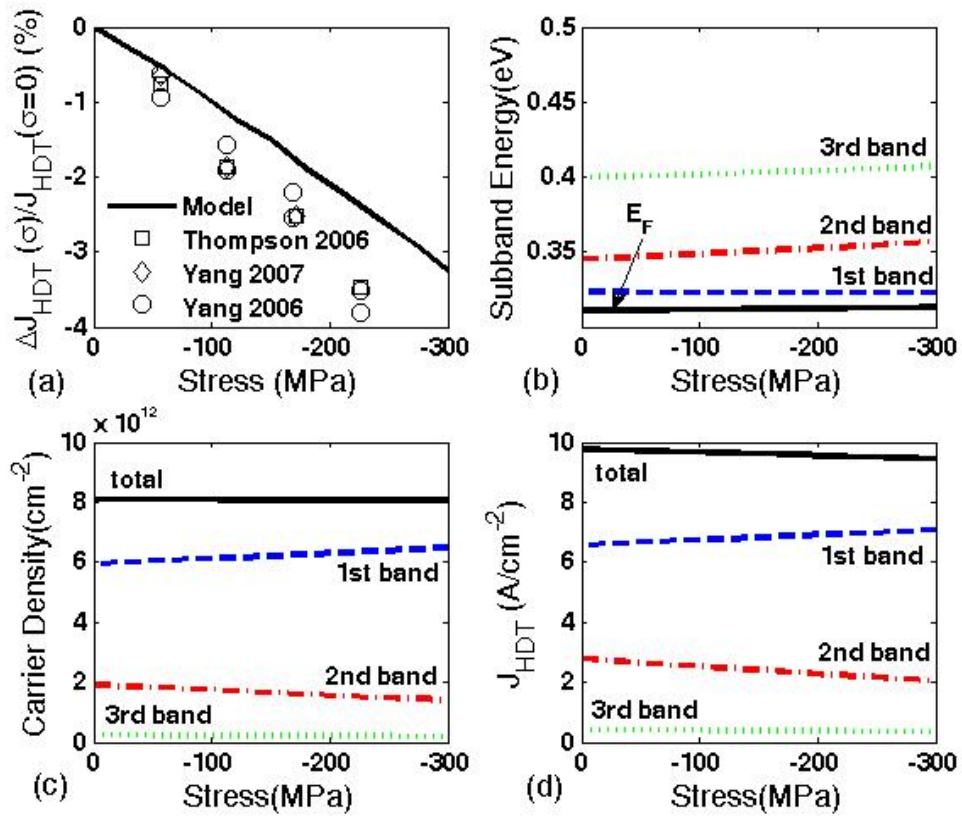 (a)
ΔJHDT (σ)/JHDT(σ=0) (%)
0
-1
-2
-3
-4
Model
Thompson 2006
Yang 2007
Yang 2006
0 -100 -200 -300
Stress (MPa)
(b)
Subband Energy(eV)
0.5
0.45
0.4
0.35
3rd band
EF
2nd band
1st band
0 -100 -200 -300
Stress(MPa)
(c)
Carrier Density(cm-2)
x 10^12
10
8
6
4
2
0
total
1st band
2nd band
3rd band
0 -100 -200 -300
Stress(MPa)
(d)
JHDT (A/cm-2)
10
8
6
4
2
0
total
1st band
2nd band
3rd band
0 -100 -200 -300
Stress(MPa)